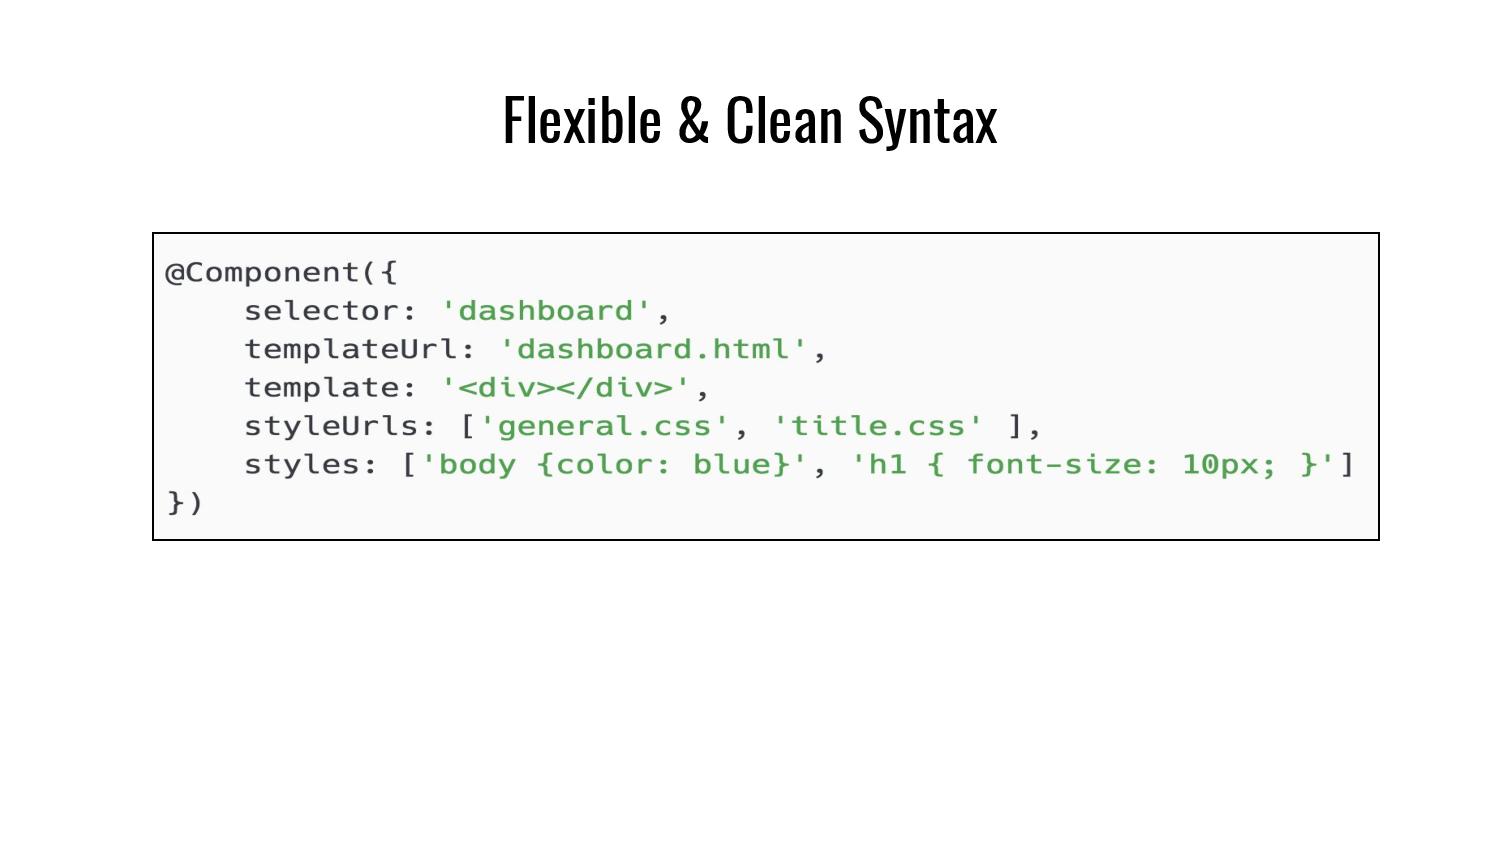 Flexible & Clean Syntax
@Component({
    selector: 'dashboard',
    templateUrl: 'dashboard.html',
    template: '<div></div>',
    styleUrls: ['general.css', 'title.css' ],
    styles: ['body {color: blue}', 'h1 { font-size: 10px; }']
})